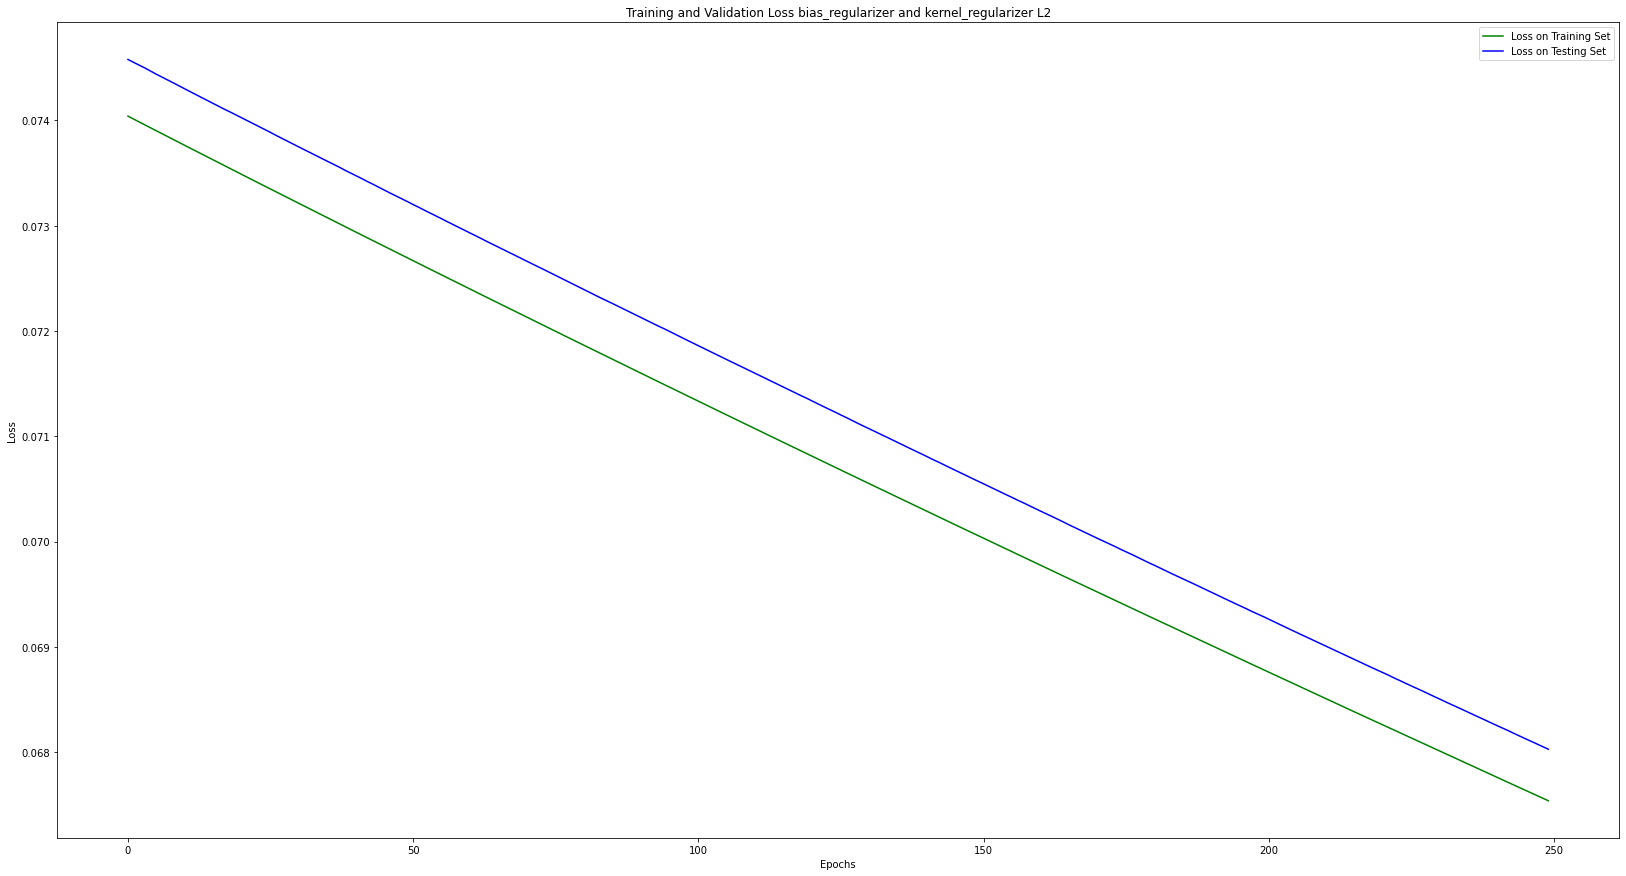 Training and Validation Loss bias_regularizer and kernel_regularizer L2
Loss on Training Set
Loss on Testing Set
0.074
0.073
0.072
0.071
0.070
0.069
0.068
Loss
0
50
100
150
200
250
Epochs